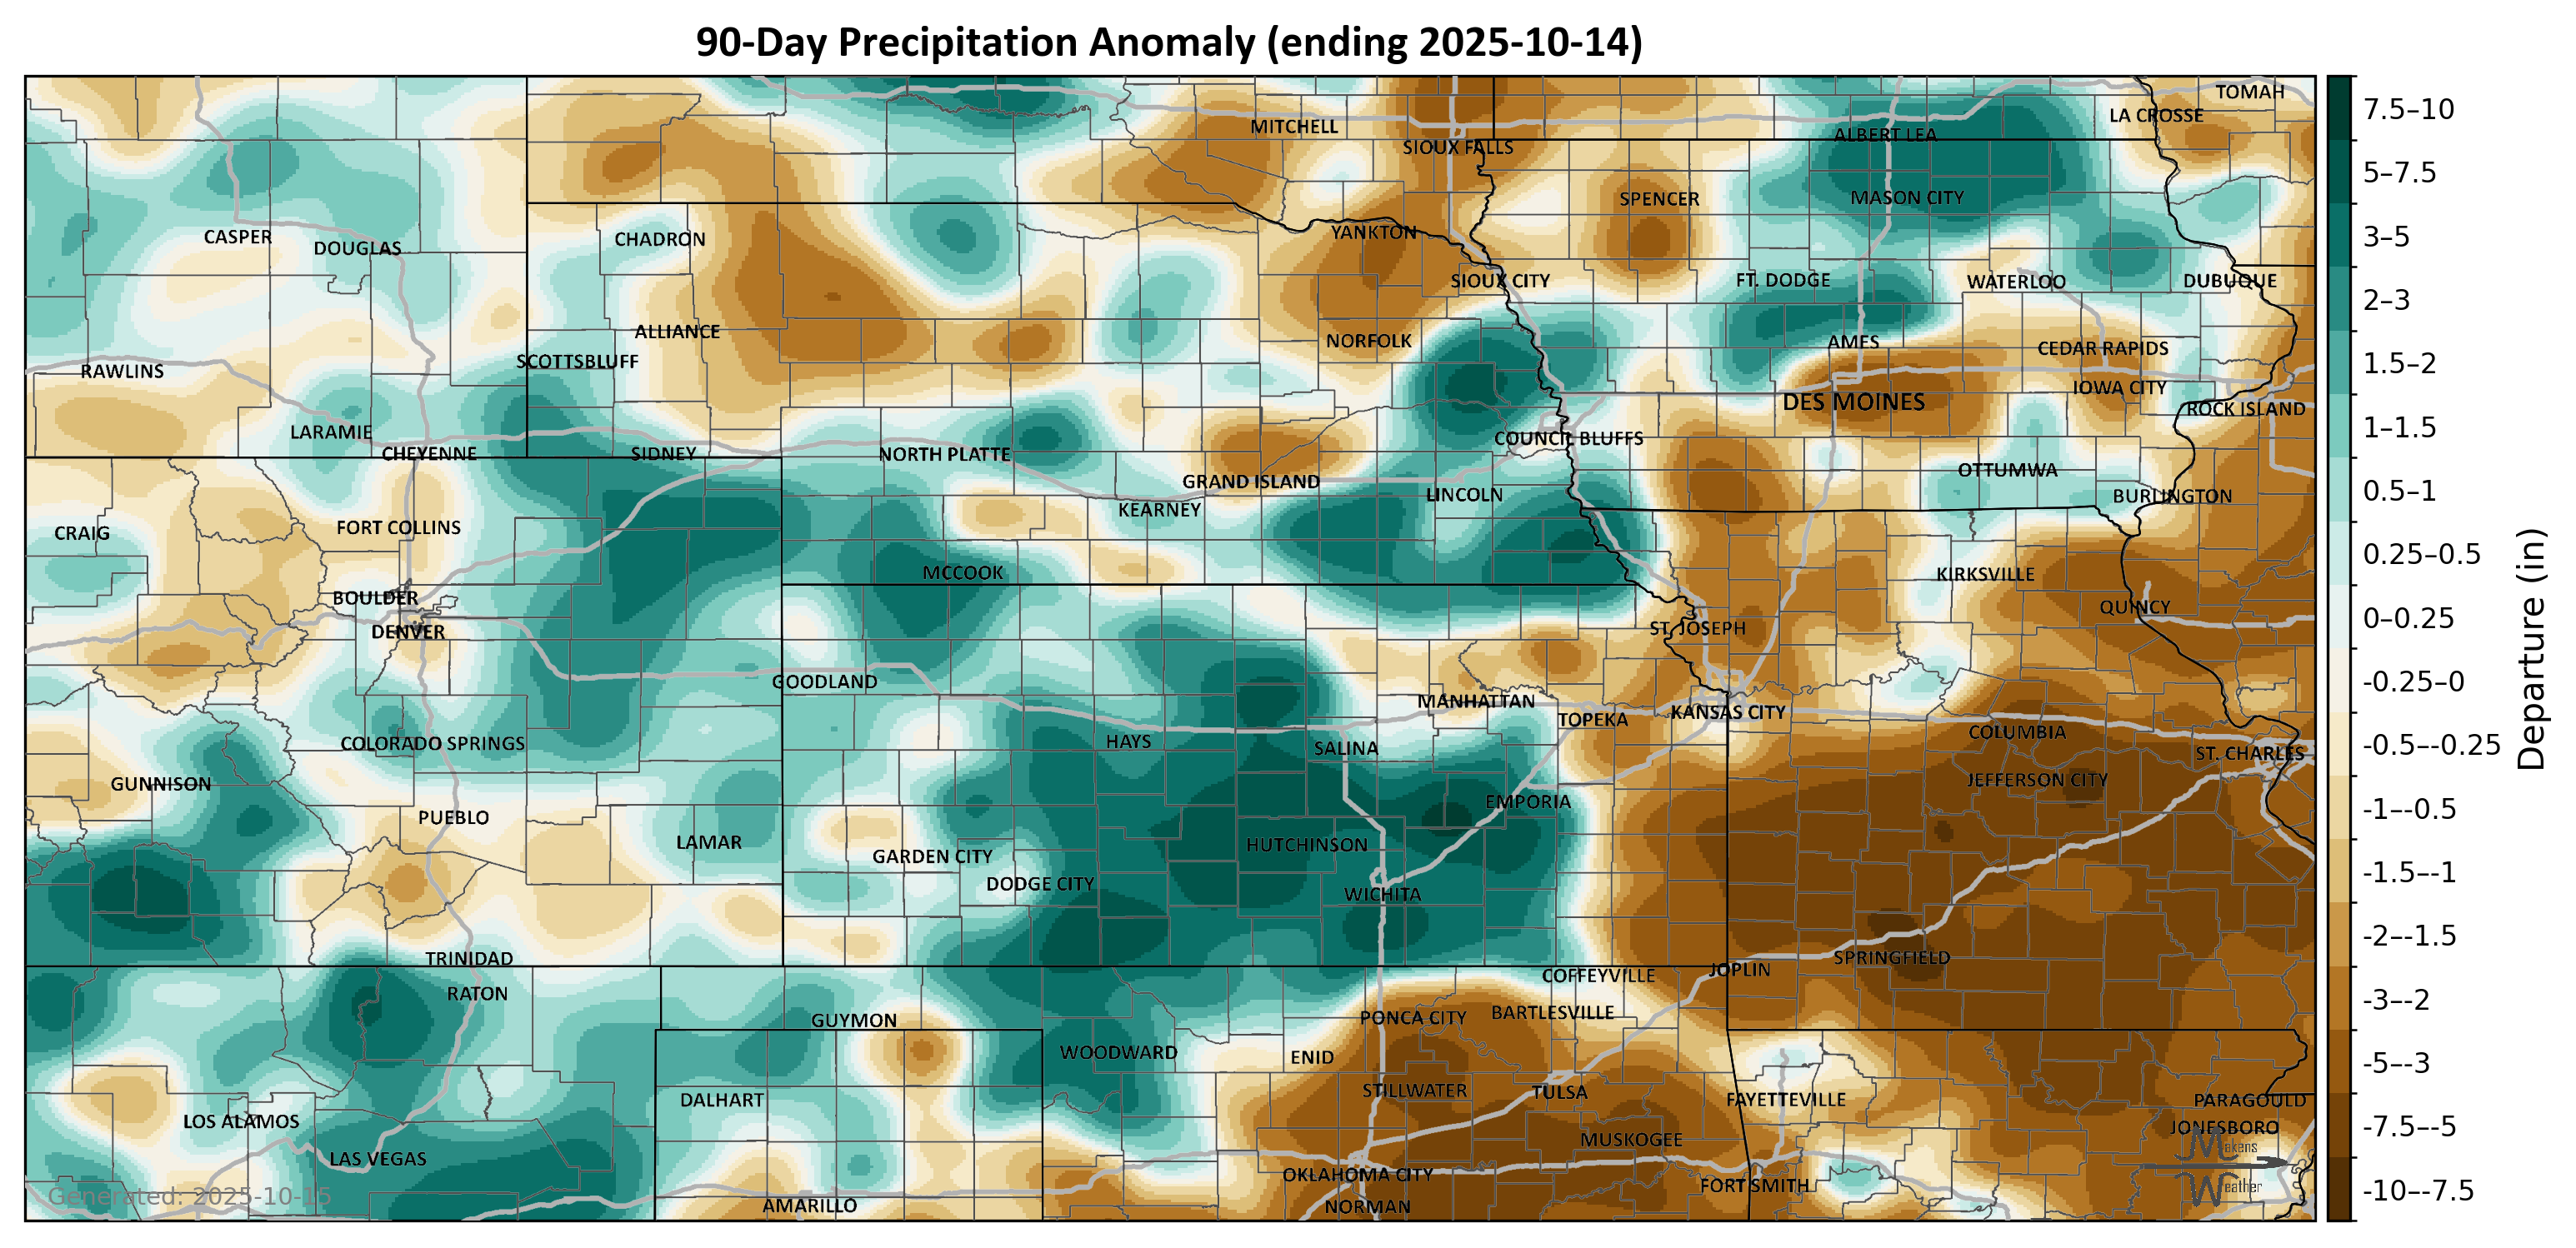 90-Day Precipitation Anomaly (ending 2025-10-14)
TOMAH
LA CROSSE
MITCHELL
ALBERT LEA
SIOUX FALLS
SPENCER
MASON CITY
YANKTON
CASPER
CHADRON
DOUGLAS
SIOUX CITY
FT. DODGE
WATERLOO
DUBUQUE
ALLIANCE
NORFOLK
AMES
CEDAR RAPIDS
SCOTTSBLUFF
RAWLINS
IOWA CITY
DES MOINES
ROCK ISLAND
LARAMIE
COUNCIL BLUFFS
CHEYENNE
SIDNEY
NORTH PLATTE
OTTUMWA
GRAND ISLAND
LINCOLN
BURLINGTON
KEARNEY
CRAIG
FORT COLLINS
MCCOOK
KIRKSVILLE
BOULDER
QUINCY
DENVER
ST. JOSEPH
GOODLAND
MANHATTAN
KANSAS CITY
TOPEKA
COLUMBIA
HAYS
COLORADO SPRINGS
SALINA
ST. CHARLES
GUNNISON
JEFFERSON CITY
EMPORIA
PUEBLO
LAMAR
HUTCHINSON
GARDEN CITY
DODGE CITY
WICHITA
TRINIDAD
SPRINGFIELD
JOPLIN
COFFEYVILLE
RATON
BARTLESVILLE
PONCA CITY
GUYMON
WOODWARD
ENID
STILLWATER
TULSA
DALHART
FAYETTEVILLE
PARAGOULD
LOS ALAMOS
JONESBORO
MUSKOGEE
LAS VEGAS
OKLAHOMA CITY
FORT SMITH
AMARILLO
NORMAN
Generated: 2025-10-15
Makens
Weather
7.5–10
5–7.5
3–5
2–3
1.5–2
1–1.5
0.5–1
0.25–0.5
0–0.25
-0.25–0
-0.5–-0.25
-1–-0.5
-1.5–-1
-2–-1.5
-3–-2
-5–-3
-7.5–-5
-10–-7.5
Departure (in)